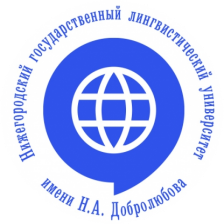 Нижегородский государственный лингвистический университет
имени Н.А. Добролюбова